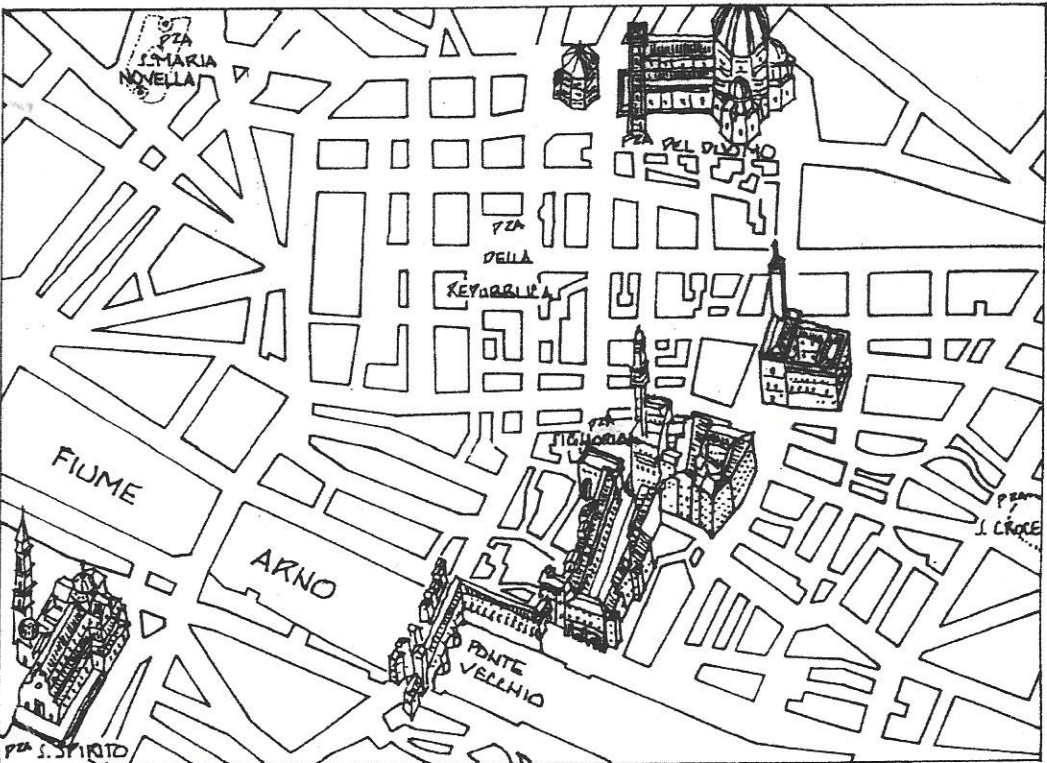 PZA
S. MARIA
NOVELLA
PZA DEL DUOMO
PZA
DELLA
REPUBBLICA
PZA
SIGNORIA
FIUME
ARNO
PZA
S. CROCE
PONTE
VECCHIO
PZA S. SPIRITO